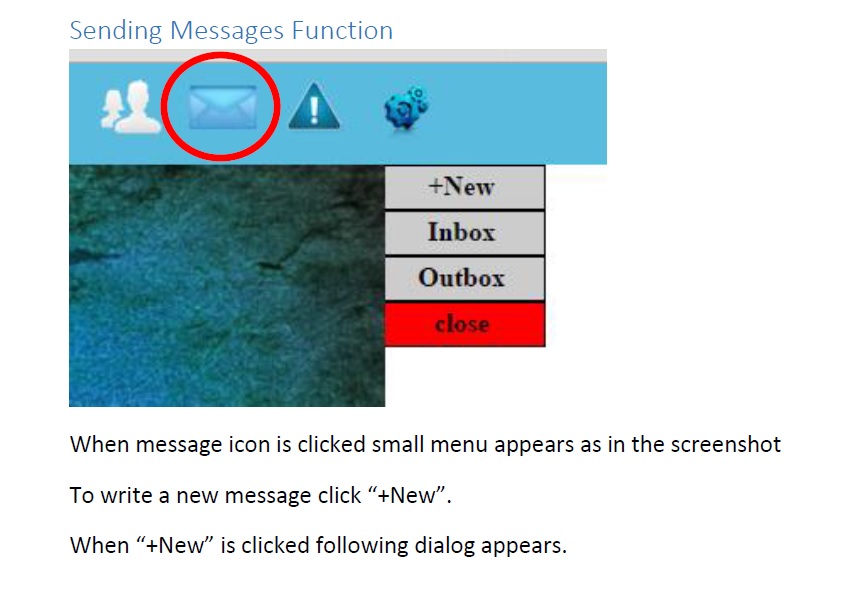 Sending Messages Function
+New
Inbox
Outbox
close
When message icon is clicked small menu appears as in the screenshot
To write a new message click “+New”.
When “+New” is clicked following dialog appears.